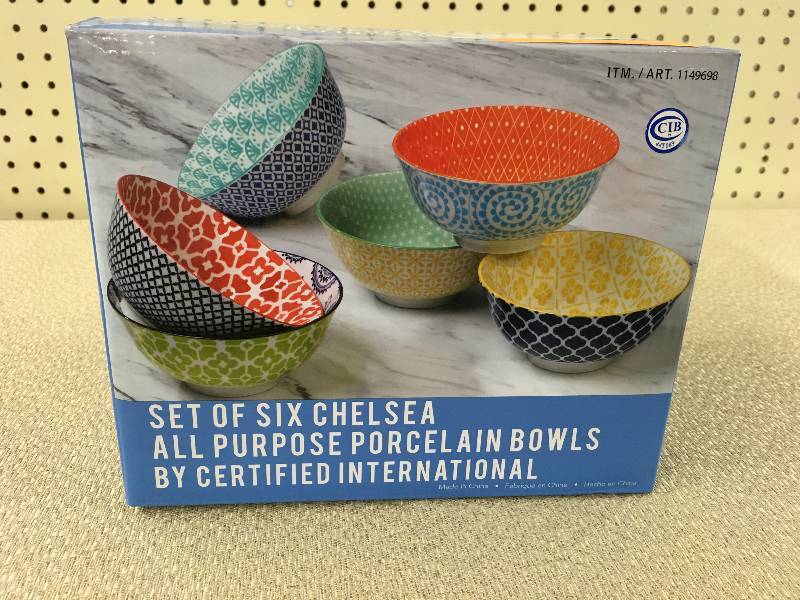 ITM. / ART. 1149698
CIB
SET OF SIX CHELSEA
ALL PURPOSE PORCELAIN BOWLS
BY CERTIFIED INTERNATIONAL
Made in China • Fabriqué en Chine • Hecho en China